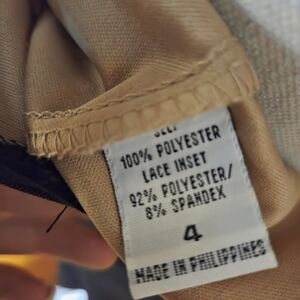 SELF
100% POLYESTER
LACE INSET
92% POLYESTER/
8% SPANDEX
4
MADE IN PHILIPPINES